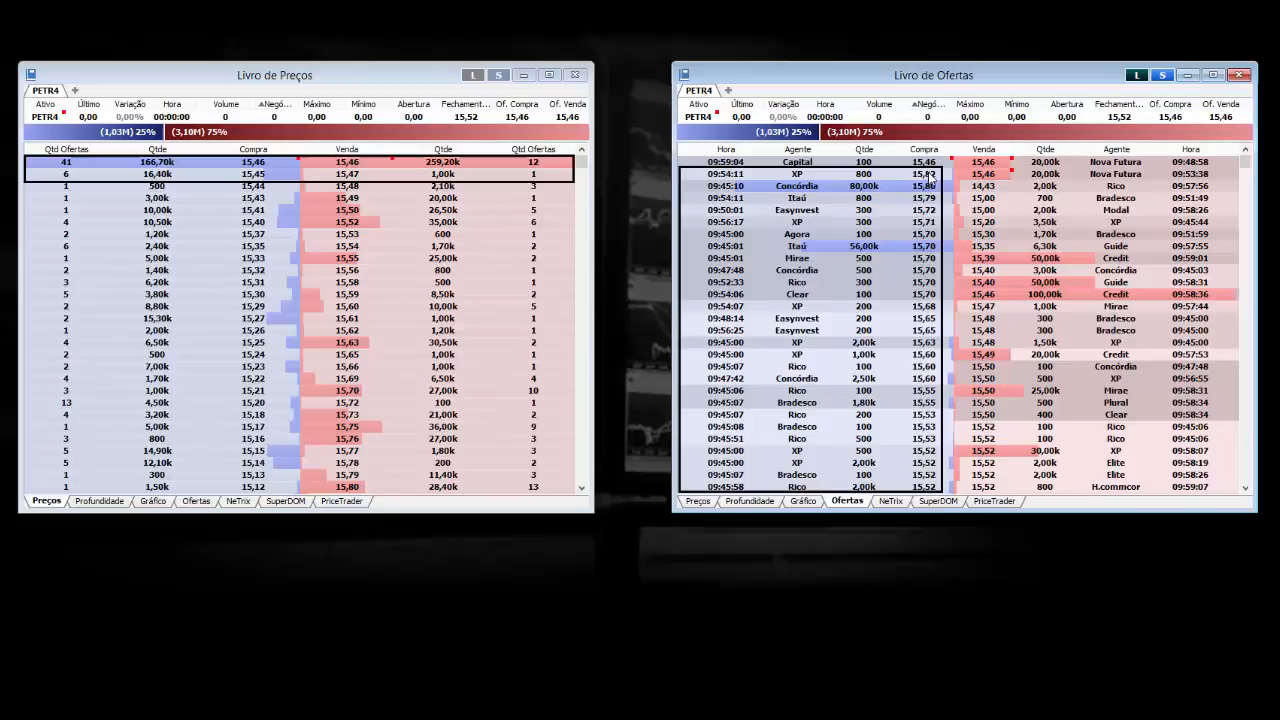 Livro de Preços
L S
PETR4 +
Ativo Último Variação Hora Volume Negó... Máximo Mínimo Abertura Fechament... Of. Compra Of. Venda
PETR4 0,00 0,00% 00:00:00 0 0 0,00 0,00 0,00 15,52 15,46 15,46
(1,03M) 25% (3,10M) 75%
Qtd Ofertas Qtde Compra Venda Qtde Qtd Ofertas
41 166,70k 15,46 15,46 259,20k 12
6 16,40k 15,45 15,47 1,00k 1
1 500 15,44 15,48 2,10k 3
1 3,00k 15,43 15,49 20,00k 1
1 10,00k 15,41 15,50 26,50k 5
4 10,50k 15,40 15,52 35,00k 6
2 1,20k 15,37 15,53 600 1
6 2,40k 15,35 15,54 1,70k 2
1 5,00k 15,33 15,55 25,00k 2
2 1,40k 15,32 15,56 800 1
3 6,20k 15,31 15,58 500 1
5 3,80k 15,30 15,59 8,50k 2
2 8,80k 15,29 15,60 10,00k 5
2 15,30k 15,27 15,61 1,00k 1
1 2,00k 15,26 15,62 1,20k 1
4 6,50k 15,25 15,63 30,50k 2
2 500 15,24 15,65 1,00k 1
2 7,00k 15,23 15,66 1,00k 1
4 1,70k 15,22 15,69 6,50k 4
3 1,00k 15,21 15,70 27,00k 10
13 4,50k 15,20 15,72 100 1
4 3,20k 15,18 15,73 21,00k 2
1 5,00k 15,17 15,75 36,00k 9
3 800 15,16 15,76 27,00k 3
5 14,90k 15,15 15,77 1,80k 3
5 12,10k 15,14 15,78 200 2
1 300 15,13 15,79 11,40k 3
1 1,50k 15,12 15,80 28,40k 13
Preços Profundidade Gráfico Ofertas NeTrix SuperDOM PriceTrader
Livro de Ofertas
L S
PETR4 +
Ativo Último Variação Hora Volume Negó... Máximo Mínimo Abertura Fechament... Of. Compra Of. Venda
PETR4 0,00 0,00% 00:00:00 0 0 0,00 0,00 0,00 15,52 15,46 15,46
(1,03M) 25% (3,10M) 75%
Hora Agente Qtde Compra Venda Qtde Agente Hora
09:59:04 Capital 100 15,46 15,46 20,00k Nova Futura 09:48:58
09:54:11 XP 800 15,46 20,00k Nova Futura 09:53:38
09:45:10 Concórdia 80,00k 15,80 14,43 2,00k Rico 09:57:56
09:54:11 Itaú 800 15,79 15,00 700 Bradesco 09:51:49
09:50:01 Easynvest 300 15,72 15,00 2,00k Modal 09:58:26
09:56:17 XP 300 15,71 15,20 3,50k XP 09:45:44
09:45:00 Agora 200 15,70 15,30 1,70k Bradesco 09:51:59
09:45:01 Itaú 56,00k 15,70 15,35 6,30k Guide 09:57:55
09:45:01 Mirae 500 15,70 15,39 50,00k Credit 09:59:01
09:47:48 Concórdia 500 15,70 15,40 3,00k Concórdia 09:45:03
09:52:33 Rico 300 15,70 15,40 50,00k Guide 09:58:31
09:54:06 Clear 100 15,70 15,46 100,00k Credit 09:58:36
09:54:07 XP 200 15,68 15,47 1,00k Mirae 09:57:44
09:48:14 Easynvest 200 15,65 15,48 300 Bradesco 09:58:32
09:56:25 Easynvest 200 15,65 15,48 300 Bradesco 09:58:32
09:45:00 XP 2,00k 15,63 15,48 1,50k XP 09:45:00
09:45:00 XP 1,00k 15,60 15,49 20,00k Credit 09:57:53
09:45:07 Rico 100 15,60 15,50 100 Concórdia 09:47:48
09:47:42 Concórdia 2,50k 15,60 15,50 500 XP 09:56:55
09:45:06 Rico 100 15,55 15,50 25,00k Mirae 09:58:31
09:45:07 Bradesco 1,80k 15,55 15,50 500 Plural 09:58:34
09:45:07 Rico 200 15,53 15,50 400 Clear 09:58:34
09:45:08 Bradesco 100 15,53 15,52 100 Rico 09:45:06
09:45:51 Rico 500 15,53 15,52 100 Rico 09:45:06
09:45:00 XP 500 15,52 15,52 30,00k XP 09:58:19
09:45:00 XP 2,00k 15,52 15,52 2,00k Elite 09:58:19
09:45:07 Bradesco 100 15,52 15,52 2,00k Elite 09:58:26
09:45:58 Rico 2,00k 15,52 15,52 800 H.commcor 09:59:07
Preços Profundidade Gráfico Ofertas NeTrix SuperDOM PriceTrader